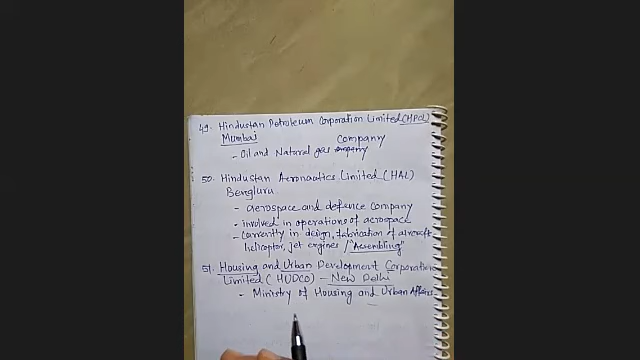 49. Hindustan Petroleum Corporation Limited (HPCL)
Mumbai
Company
- Oil and Natural gas company
50. Hindustan Aeronautics Limited (HAL)
Bengluru
- aerospace and defence company
- involved in operations of aerospace
- currently in design, fabrication of aircraft
helicoptor, jet engines / "Assembling"
51. Housing and Urban Development Corporation
Limited (HUDCO) - New Delhi
- Ministry of Housing and Urban Affairs